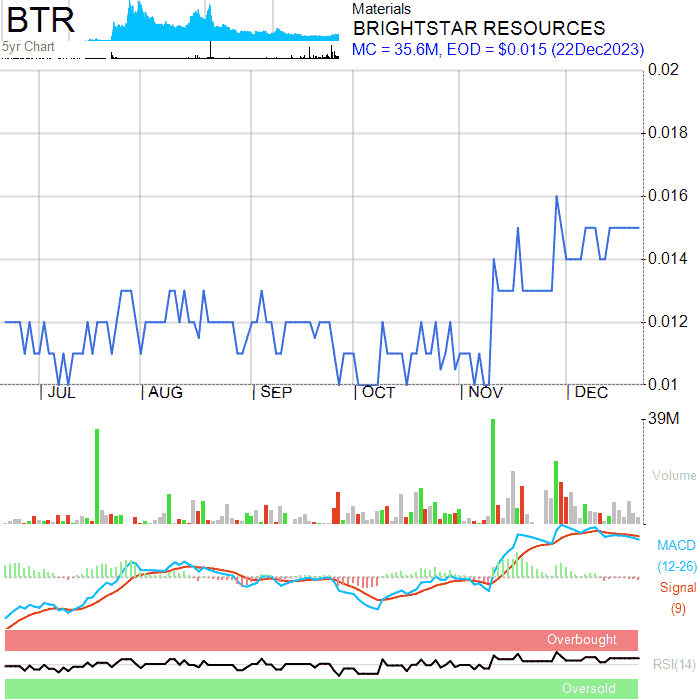 BTR
5yr Chart
Materials
BRIGHTSTAR RESOURCES
MC = 35.6M, EOD = $0.015 (22Dec2023)
0.02
0.018
0.016
0.014
0.012
0.01
JUL
AUG
SEP
OCT
NOV
DEC
39M
Volume
MACD
(12-26)
Signal
(9)
Overbought
RSI(14)
Oversold